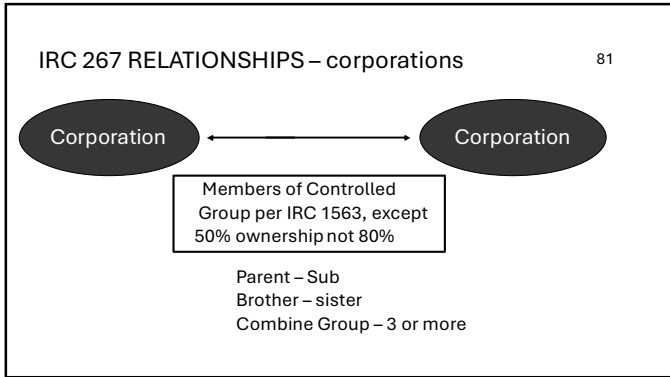 IRC 267 RELATIONSHIPS – corporations
81
Corporation
Corporation
Members of Controlled
Group per IRC 1563, except
50% ownership not 80%
Parent – Sub
Brother – sister
Combine Group – 3 or more